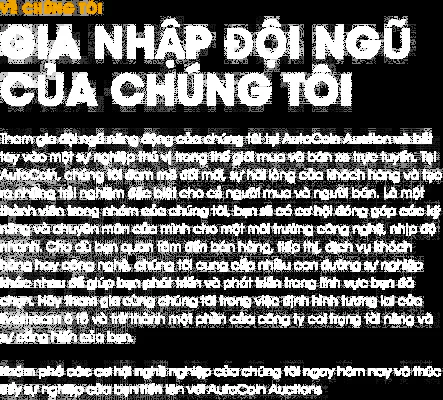 VỀ CHÚNG TÔI
GIA NHẬP ĐỘI NGŨ
CỦA CHÚNG TÔI
Tham gia đội ngũ năng động của chúng tôi tại AutoCoin Auction và bắt
tay vào một sự nghiệp thú vị trong thế giới mua và bán xe trực tuyến. Tại
AutoCoin, chúng tôi đam mê đổi mới, sự hài lòng của khách hàng và tạo
ra những trải nghiệm đặc biệt cho cả người mua và người bán. Là một
thành viên trong nhóm của chúng tôi, bạn sẽ có cơ hội đóng góp các kỹ
năng và chuyên môn của mình cho một môi trường công nghệ, nhịp độ
nhanh. Cho dù bạn quan tâm đến bán hàng, tiếp thị, dịch vụ khách
hàng hay công nghệ, chúng tôi cung cấp nhiều con đường sự nghiệp
khác nhau để giúp bạn phát triển và phát triển trong lĩnh vực bạn đã
chọn. Hãy tham gia cùng chúng tôi trong việc định hình tương lai của
livestream ô tô và trở thành một phần của công ty coi trọng tài năng và
sự cống hiến của bạn.
Khám phá các cơ hội nghề nghiệp của chúng tôi ngay hôm nay và thúc
đẩy sự nghiệp của bạn tiến lên với AutoCoin Auctions